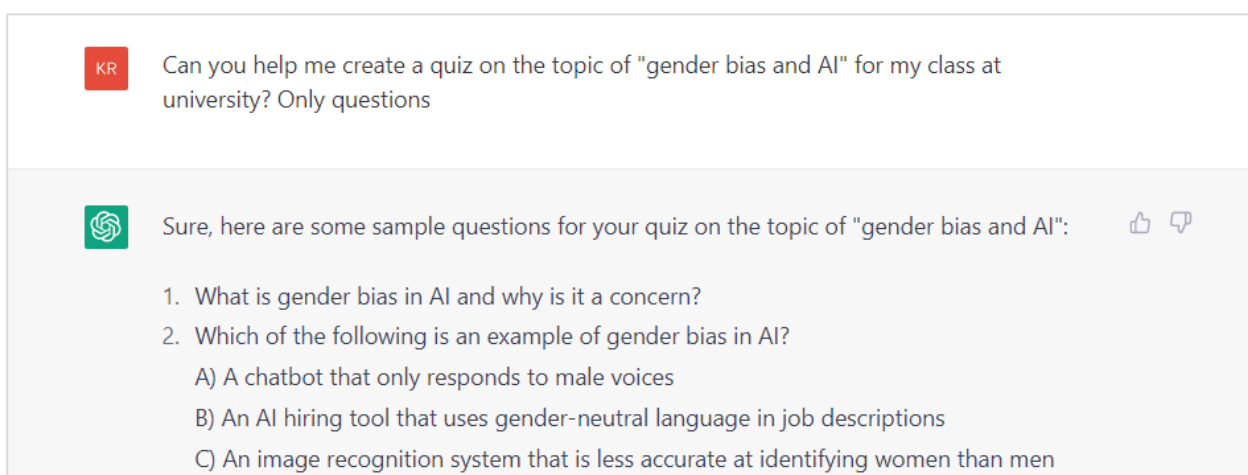 KR
Can you help me create a quiz on the topic of "gender bias and AI" for my class at
university? Only questions
Sure, here are some sample questions for your quiz on the topic of "gender bias and AI":
1. What is gender bias in AI and why is it a concern?
2. Which of the following is an example of gender bias in AI?
A) A chatbot that only responds to male voices
B) An AI hiring tool that uses gender-neutral language in job descriptions
C) An image recognition system that is less accurate at identifying women than men